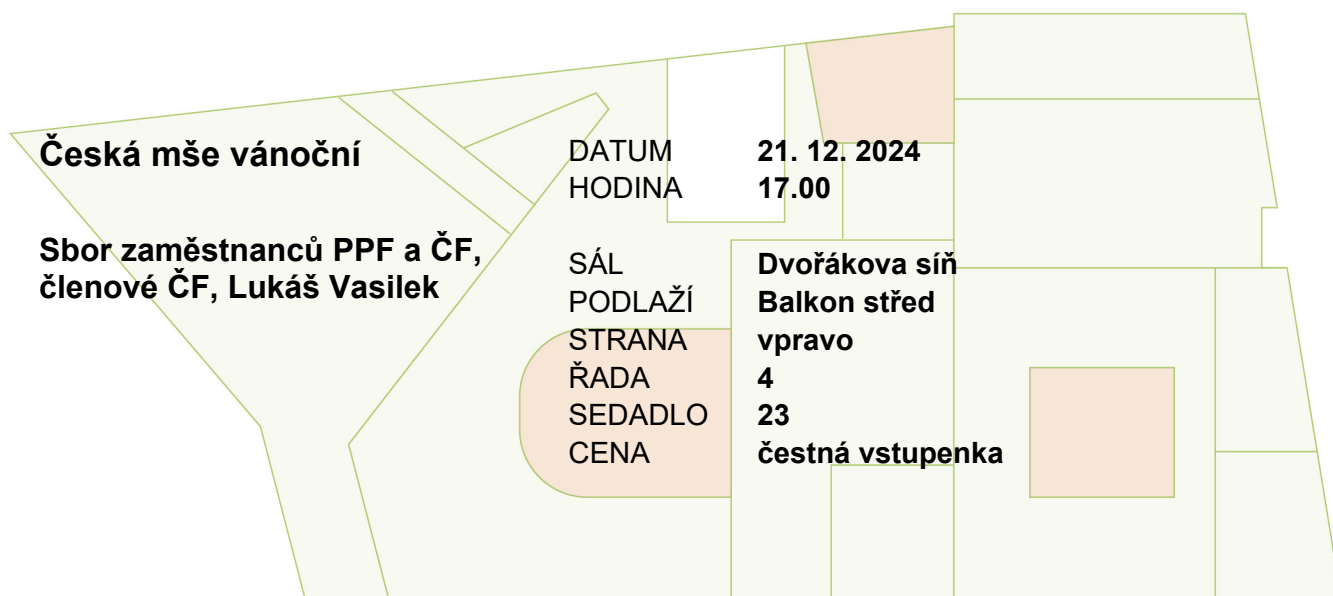 Česká mše vánoční
Sbor zaměstnanců PPF a ČF,
členové ČF, Lukáš Vasilek
DATUM 21. 12. 2024
HODINA 17.00
SÁL Dvořákova síň
PODLAŽÍ Balkon střed
STRANA vpravo
ŘADA 4
SEDADLO 23
CENA čestná vstupenka